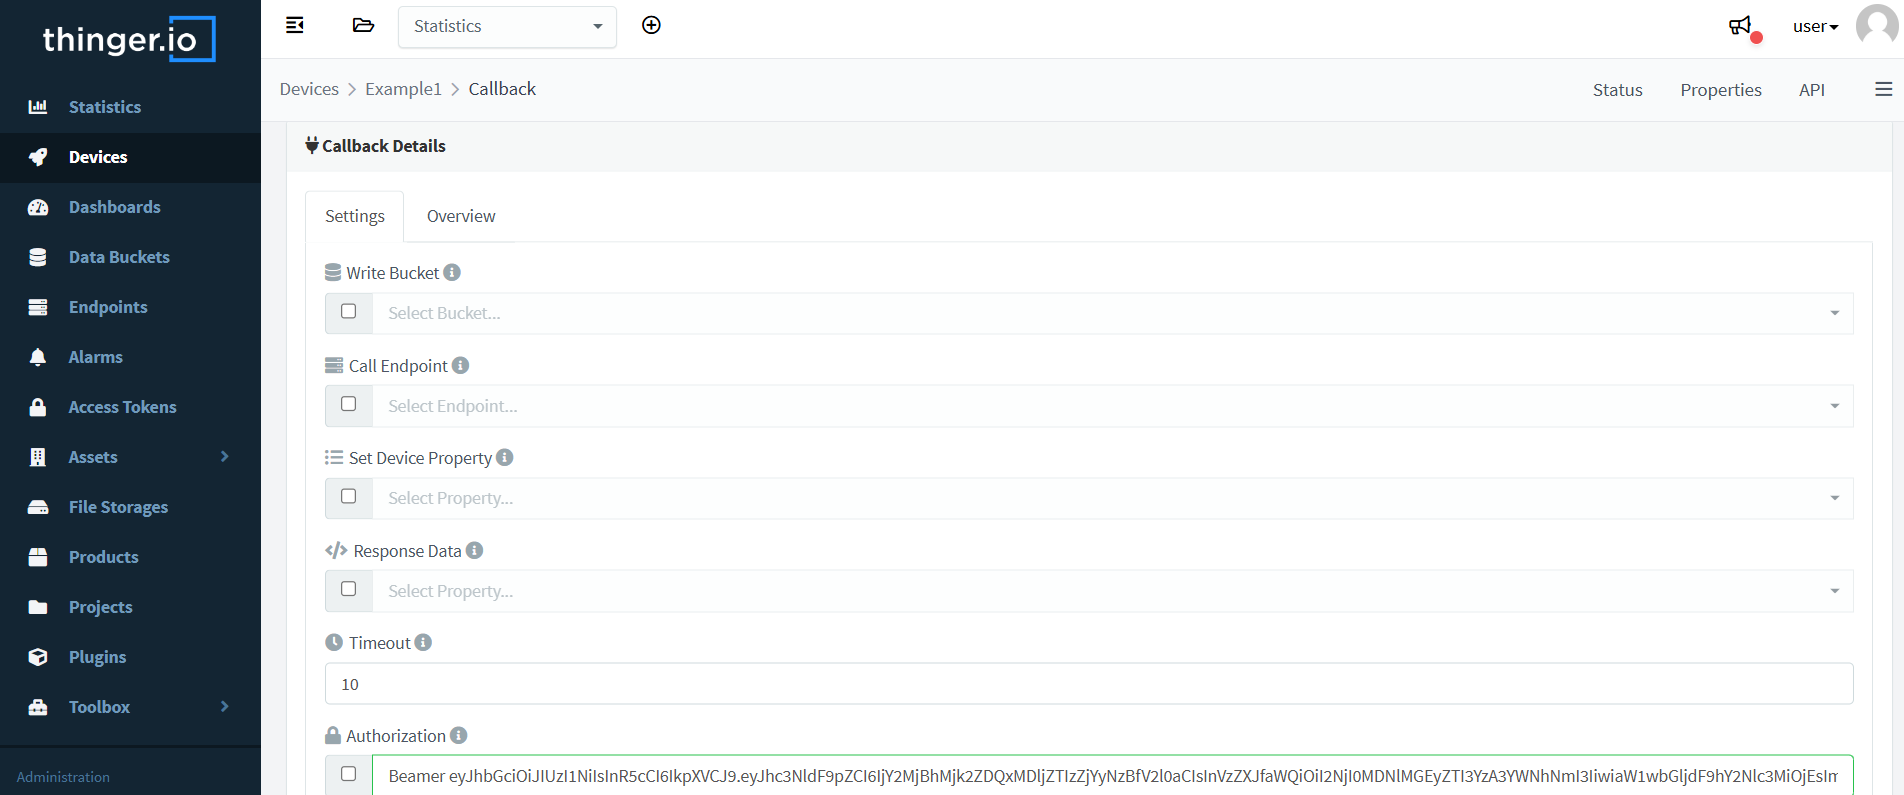 thinger.io
Statistics
user
Devices > Example1 > Callback
Status
Properties
API
Statistics
Devices
Dashboards
Data Buckets
Endpoints
Alarms
Access Tokens
Assets
File Storages
Products
Projects
Plugins
Toolbox
Administration
Callback Details
Settings
Overview
Write Bucket
Select Bucket...
Call Endpoint
Select Endpoint...
Set Device Property
Select Property...
Response Data
Select Property...
Timeout
10
Authorization
Beamer